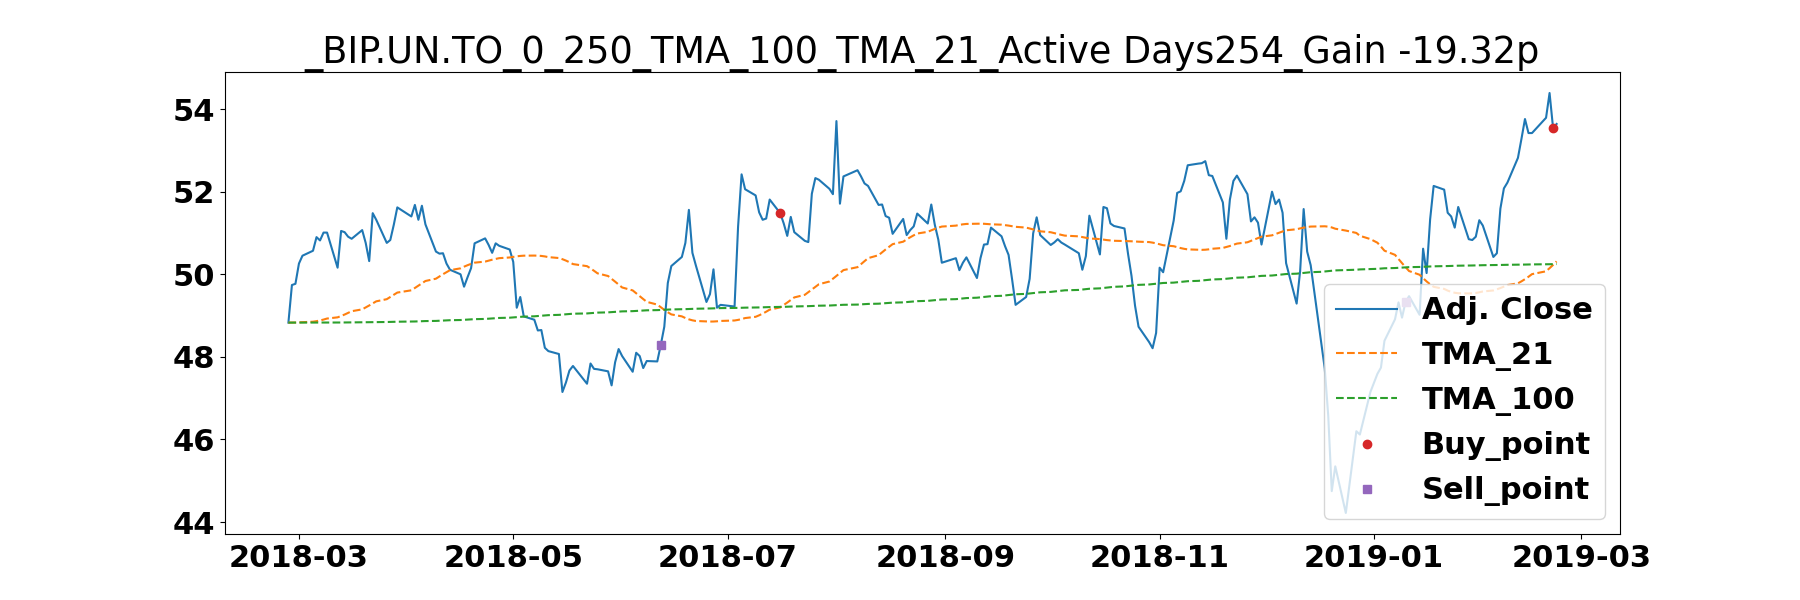 _BIP.UN.TO_0_250_TMA_100_TMA_21_Active Days254_Gain -19.32p
54
52
50
48
46
44
Adj. Close
TMA_21
TMA_100
Buy_point
Sell_point
2018-03 2018-05 2018-07 2018-09 2018-11 2019-01 2019-03